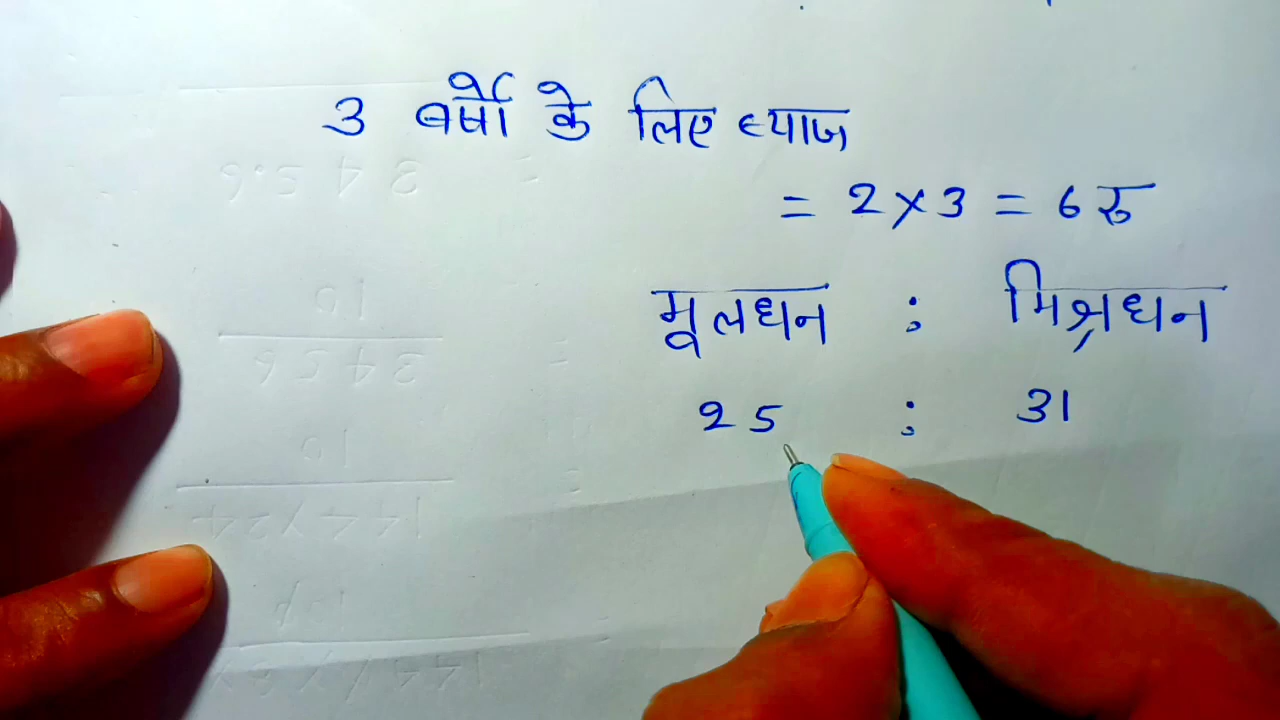 3 वर्षो के लिए ब्याज
= 2 × 3 = 6 रु
मूलधन : मिश्रधन
25 : 31